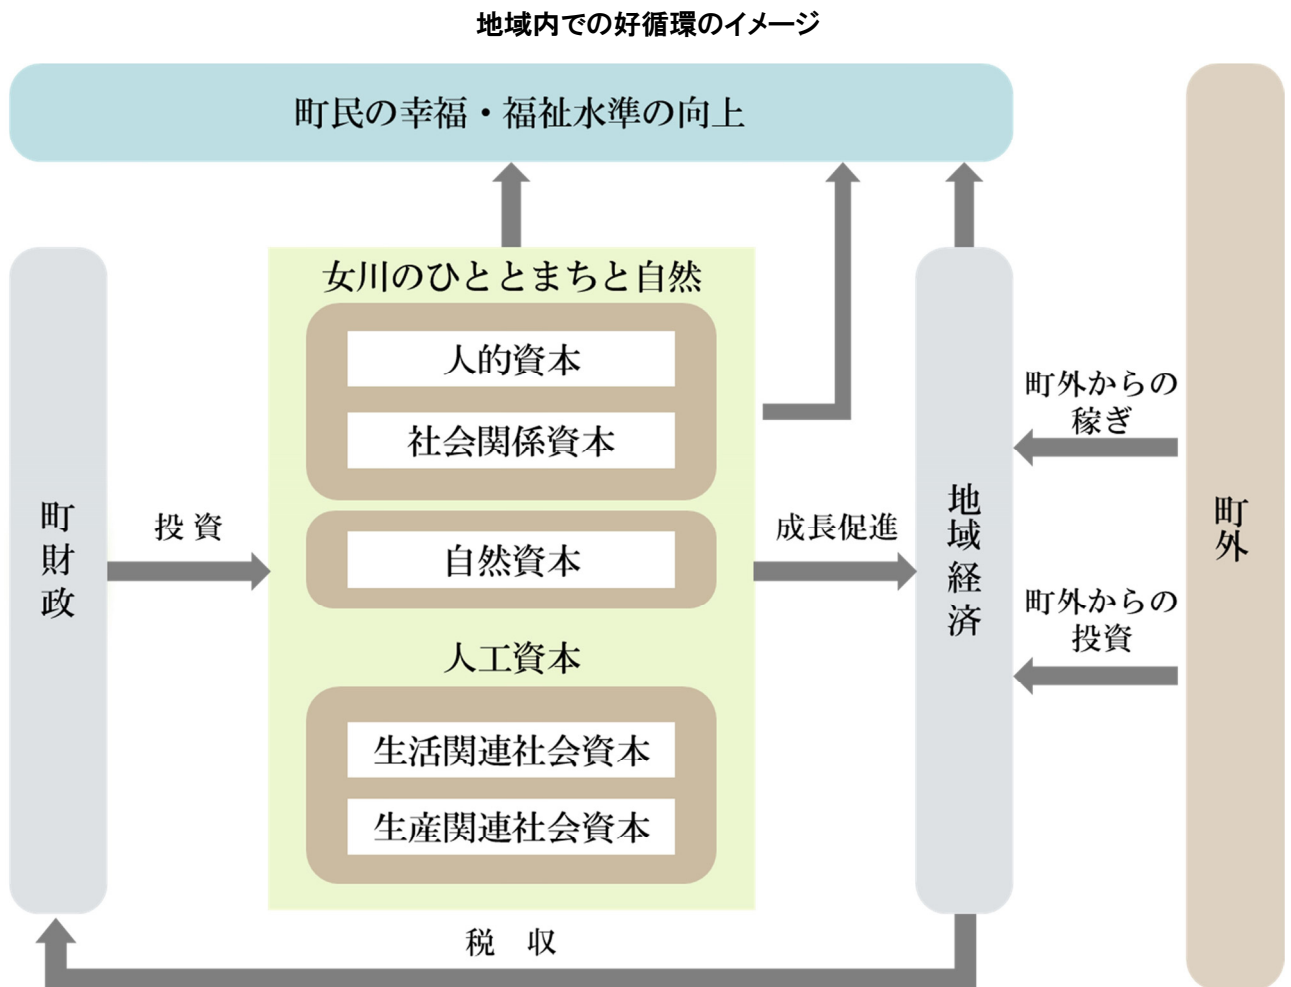 地域内での好循環のイメージ
町民の幸福・福祉水準の向上
女川のひととまちと自然
人的資本
社会関係資本
自然資本
人工資本
生活関連社会資本
生産関連社会資本
町財政
投 資
成長促進
地域経済
町外からの
稼ぎ
町外からの
投資
町外
税　収